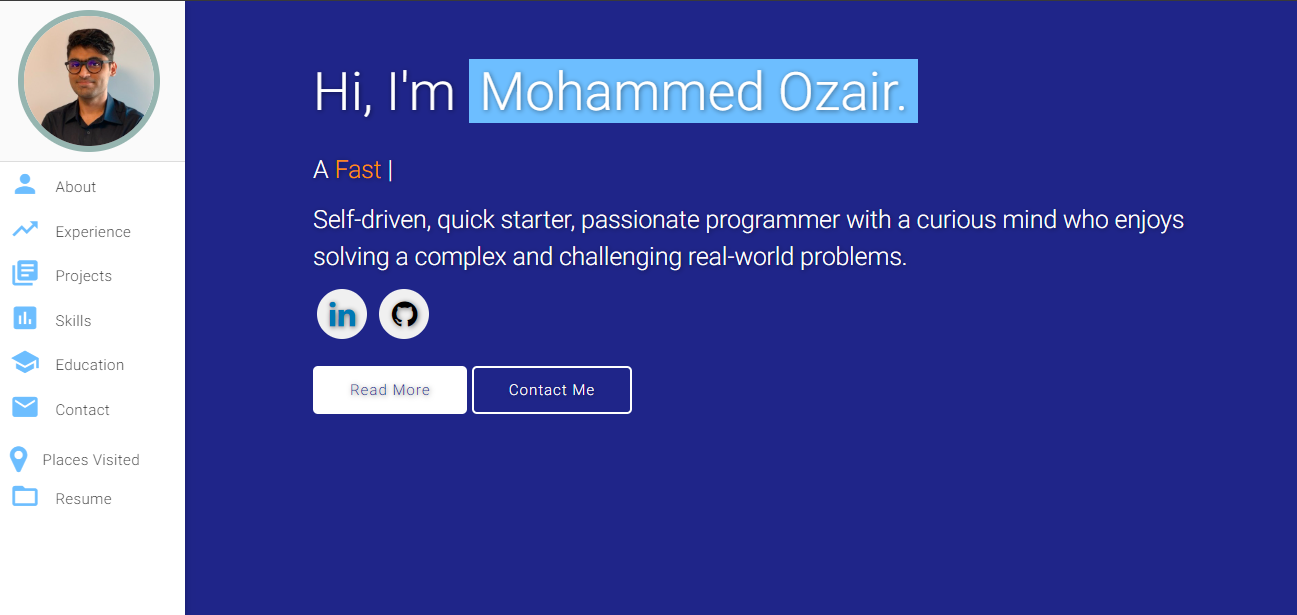 About
Experience
Projects
Skills
Education
Contact
Places Visited
Resume
Hi, I'm Mohammed Ozair.
A Fast |
Self-driven, quick starter, passionate programmer with a curious mind who enjoys
solving a complex and challenging real-world problems.
in
Read More
Contact Me